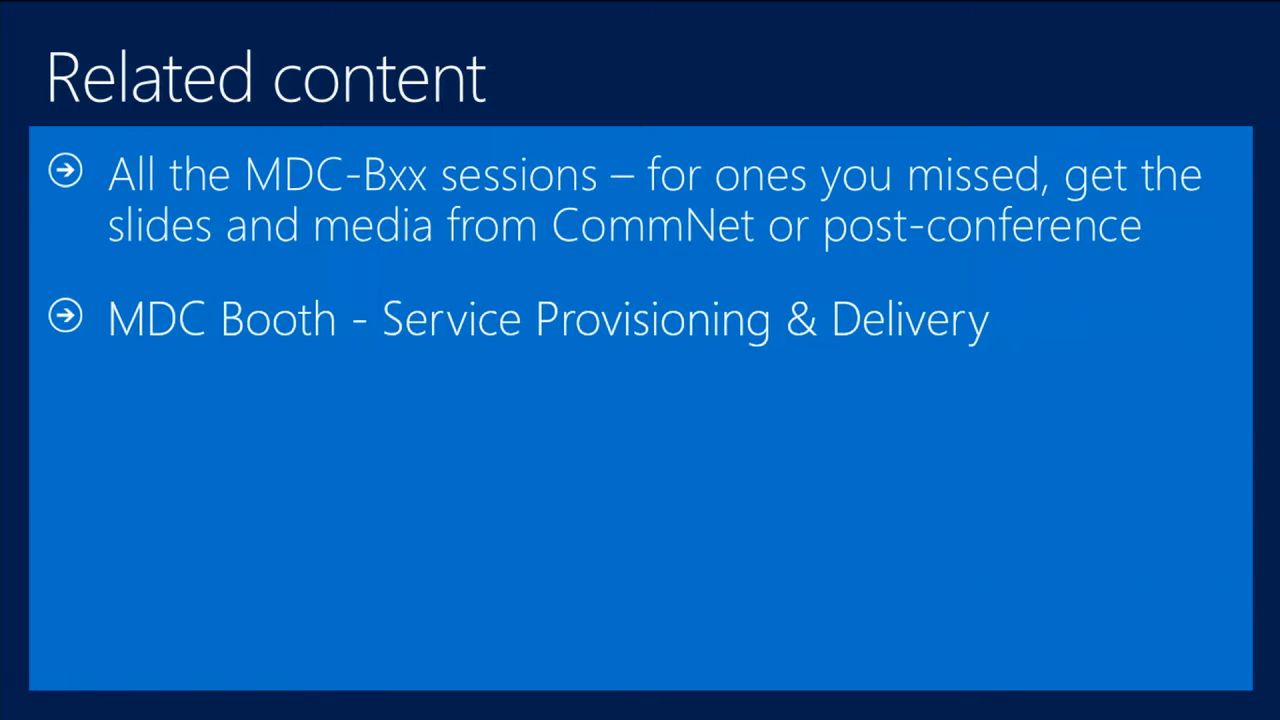 Related content
All the MDC-Bxx sessions – for ones you missed, get the
slides and media from CommNet or post-conference
MDC Booth - Service Provisioning & Delivery